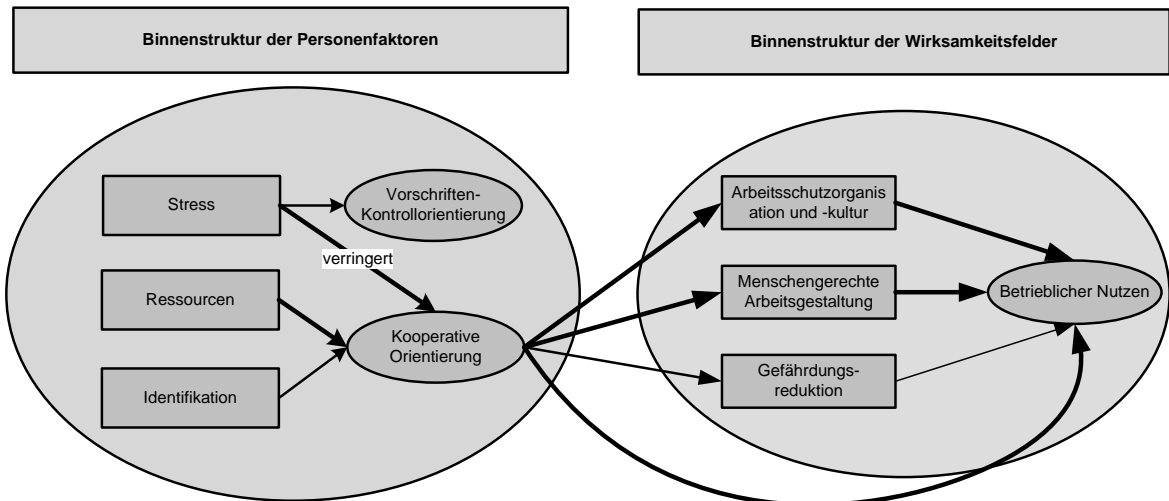 Binnenstruktur der Personenfaktoren
Binnenstruktur der Wirksamkeitsfelder
Stress
Vorschriften-
Kontrollorientierung
verringert
Ressourcen
Kooperative
Orientierung
Identifikation
Arbeitsschutzorganis
ation und -kultur
Menschengerechte
Arbeitsgestaltung
Gefährdungs-
reduktion
Betrieblicher Nutzen